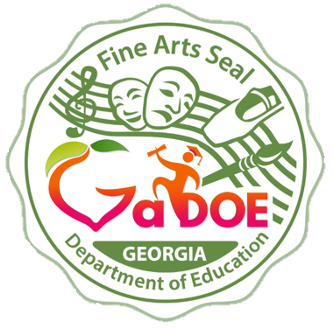 Fine Arts Seal
GaDOE
GEORGIA
Department of Education